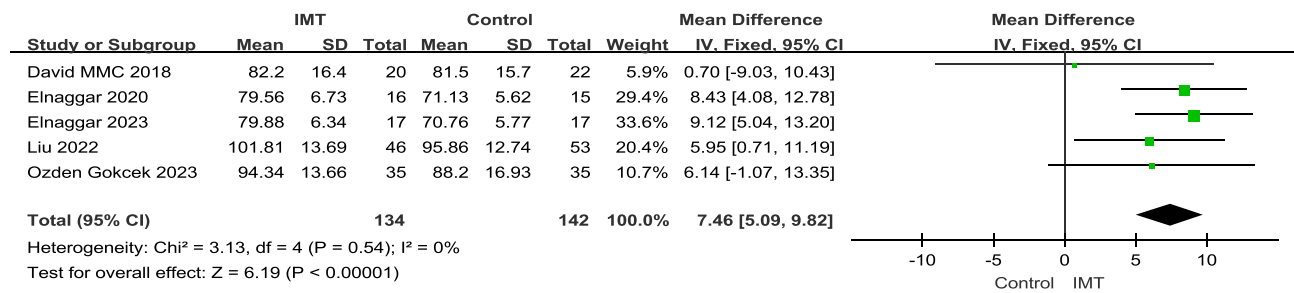 IMT Control Mean Difference Mean Difference
Study or Subgroup Mean SD Total Mean SD Total Weight IV, Fixed, 95% CI IV, Fixed, 95% CI
David MMC 2018 82.2 16.4 20 81.5 15.7 22 5.9% 0.70 [-9.03, 10.43]
Elnaggar 2020 79.56 6.73 16 71.13 5.62 15 29.4% 8.43 [4.08, 12.78]
Elnaggar 2023 79.88 6.34 17 70.76 5.77 17 33.6% 9.12 [5.04, 13.20]
Liu 2022 101.81 13.69 46 95.86 12.74 53 20.4% 5.95 [0.71, 11.19]
Ozden Gokcek 2023 94.34 13.66 35 88.2 16.93 35 10.7% 6.14 [-1.07, 13.35]
Total (95% CI) 134 142 100.0% 7.46 [5.09, 9.82]
Heterogeneity: Chi² = 3.13, df = 4 (P = 0.54); I² = 0%
Test for overall effect: Z = 6.19 (P < 0.00001)
-10 -5 0 5 10
Control IMT